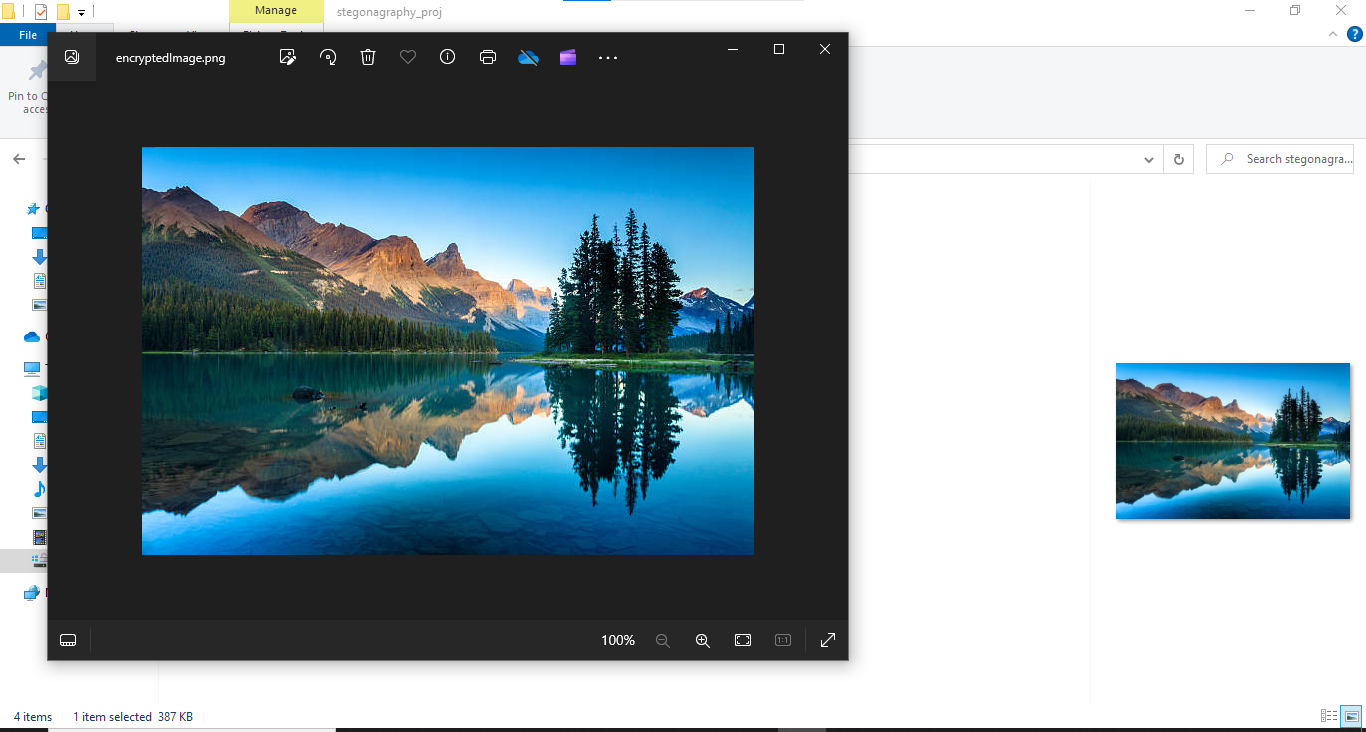 Manage
stegonagraphy_proj
File
encryptedImage.png
Pin to
acces
Search stegonagra...
100%
1:1
4 items
1 item selected 387 KB